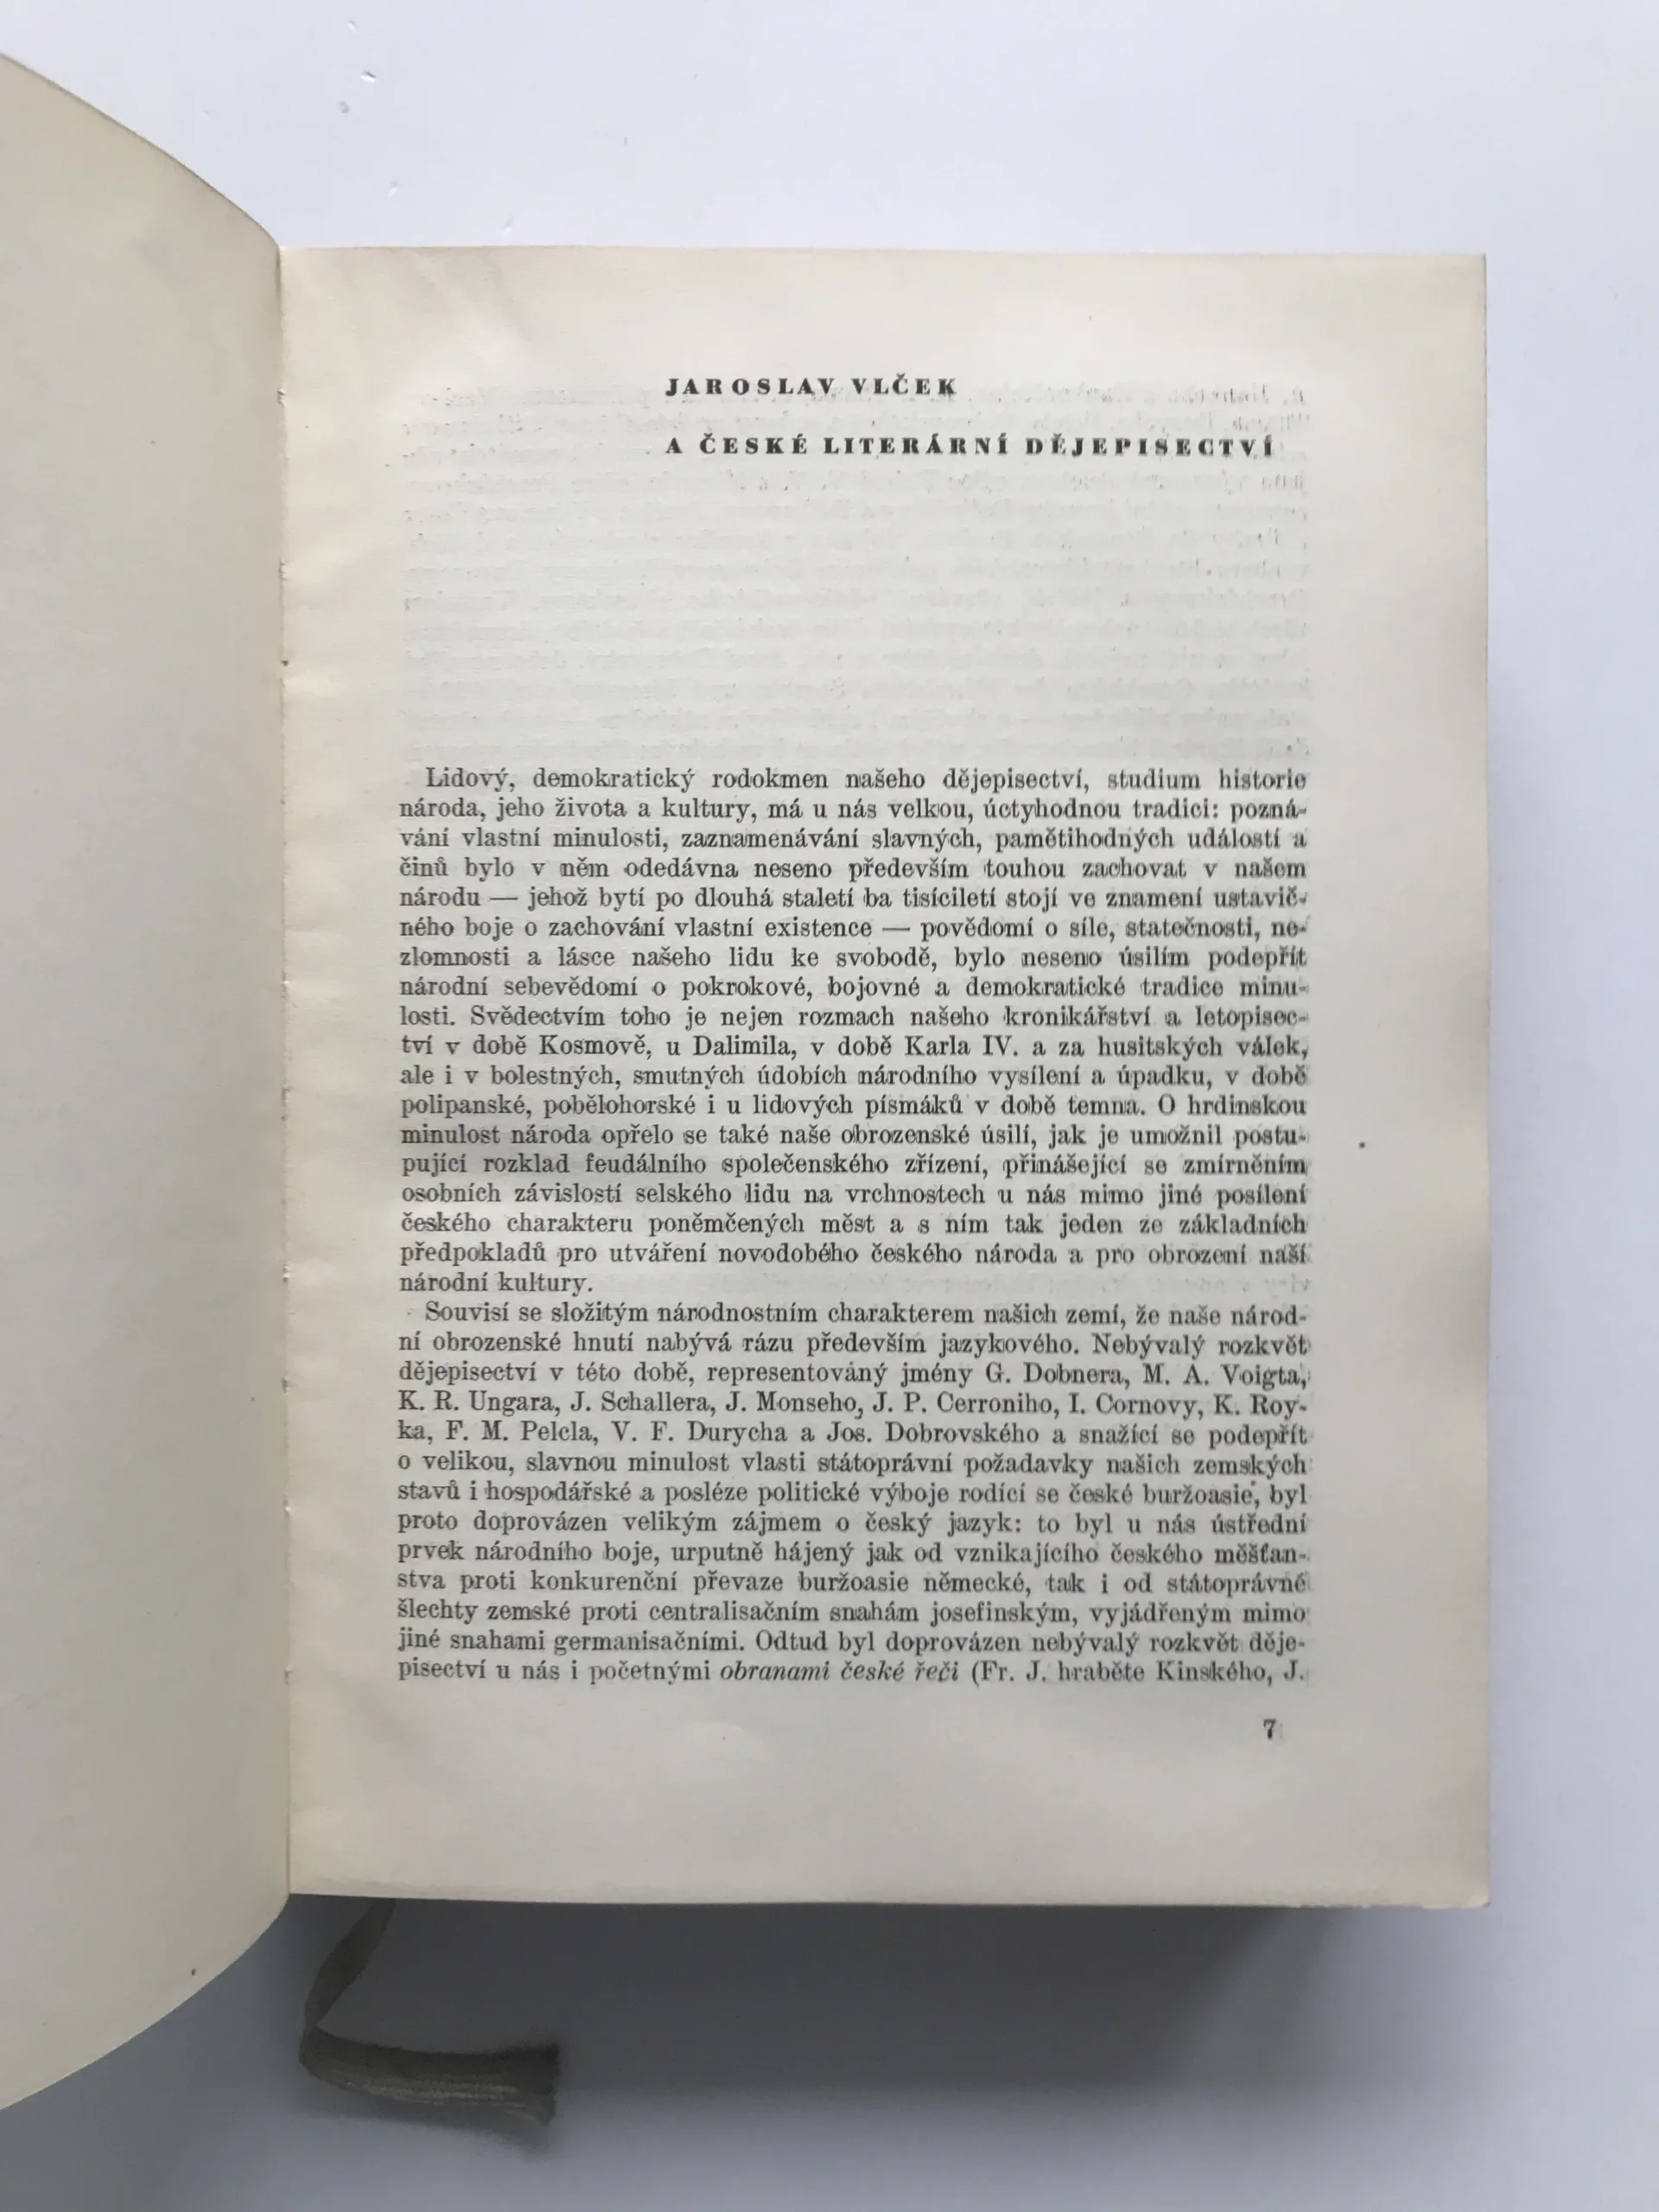 JAROSLAV VLČEK
A ČESKÉ LITERÁRNÍ DĚJEPISECTVÍ
Lidový, demokratický rodokmen našeho dějepisectví, studium historie
národa, jeho života a kultury, má u nás velkou, úctyhodnou tradici: pozná-
vání vlastní minulosti, zaznamenávání slavných, pamětihodných událostí a
činů bylo v něm odedávna neseno především touhou zachovat v našem
národu — jehož bytí po dlouhá staletí ba tisíciletí stojí ve znamení ustavič-
ného boje o zachování vlastní existence — povědomí o síle, statečnosti, ne-
zlomnosti a lásce našeho lidu ke svobodě, bylo neseno úsilím podepřít
národní sebevědomí o pokrokové, bojovné a demokratické tradice minu-
losti. Svědectvím toho je nejen rozmach našeho kronikářství a letopisec-
tví v době Kosmově, u Dalimila, v době Karla IV. a za husitských válek,
ale i v bolestných, smutných údobích národního vysílení a úpadku, v době
polipanské, pobělohorské i u lidových písmáků v době temna. O hrdinskou
minulost národa opřelo se také naše obrozenské úsilí, jak je umožnil postu-
pující rozklad feudálního společenského zřízení, přinášející se zmírněním
osobních závislostí selského lidu na vrchnostech u nás mimo jiné posílení
českého charakteru poněmčených měst a s ním tak jeden ze základních
předpokladů pro utváření novodobého českého národa a pro obrození naší
národní kultury.
Souvisí se složitým národnostním charakterem našich zemí, že naše národ-
ní obrozenské hnutí nabývá rázu především jazykového. Nebývalý rozkvět
dějepisectví v této době, representovaný jmény G. Dobnera, M. A. Voigta,
K. R. Ungara, J. Schallera, J. Monseho, J. P. Cerroniho, I. Cornovy, K. Roy-
ka, F. M. Pelcla, V. F. Durycha a Jos. Dobrovského a snažící se podepřít
o velikou, slavnou minulost vlasti státoprávní požadavky našich zemských
stavů i hospodářské a posléze politické výboje rodící se české buržoasie, byl
proto doprovázen velikým zájmem o český jazyk: to byl u nás ústřední
prvek národního boje, urputně hájený jak od vznikajícího českého měšťan-
stva proti konkurenční převaze buržoasie německé, tak i od státoprávné
šlechty zemské proti centralisačním snahám josefinským, vyjádřeným mimo
jiné snahami germanisačními. Odtud byl doprovázen nebývalý rozkvět děje-
pisectví u nás i početnými obranami české řeči (Fr. J. hraběte Kinského, J.
7